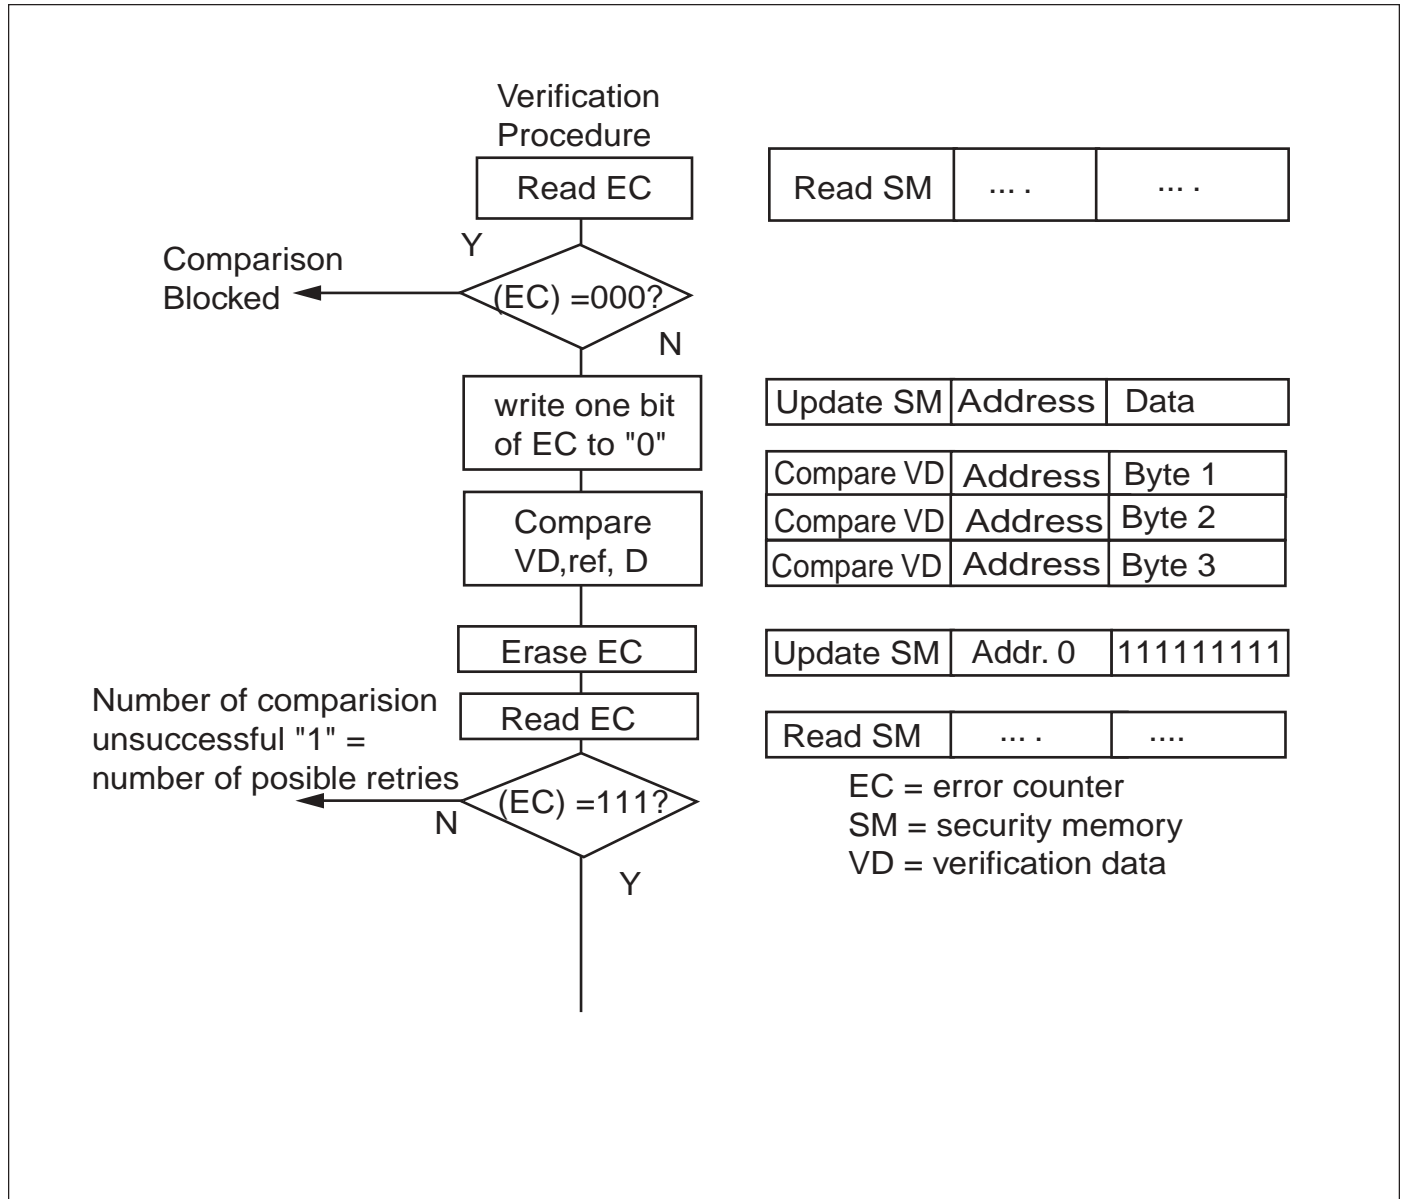 Verification
Procedure
Read EC
Read SM ... . ... .
Y
Comparison
Blocked
(EC) =000?
N
write one bit
of EC to "0"
Update SM Address Data
Compare VD Address Byte 1
Compare
VD,ref, D
Compare VD Address Byte 2
Compare VD Address Byte 3
Erase EC
Update SM Addr. 0 111111111
Number of comparision
unsuccessful "1" =
number of posible retries
Read EC
Read SM ... . ....
(EC) =111?
N
Y
EC = error counter
SM = security memory
VD = verification data